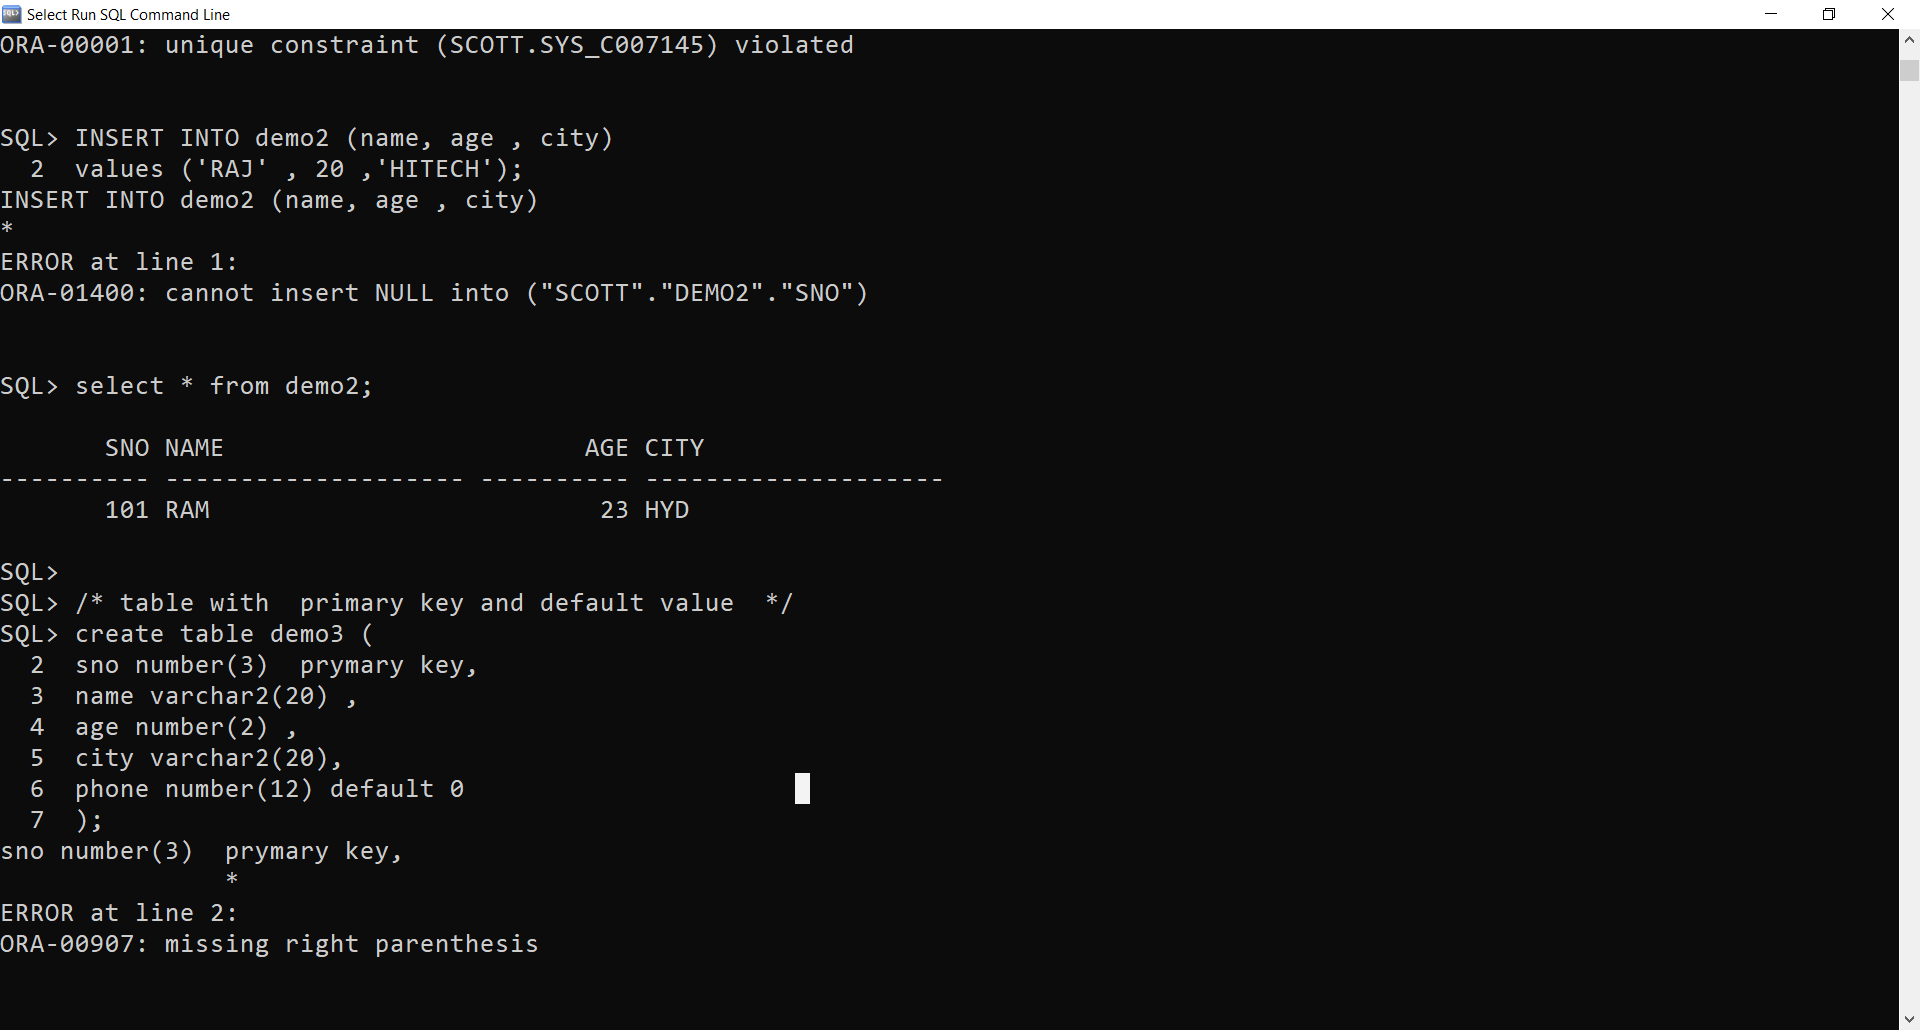 Select Run SQL Command Line
ORA-00001: unique constraint (SCOTT.SYS_C007145) violated
SQL> INSERT INTO demo2 (name, age , city)
  2  values ('RAJ' , 20 ,'HITECH');
INSERT INTO demo2 (name, age , city)
*
ERROR at line 1:
ORA-01400: cannot insert NULL into ("SCOTT"."DEMO2"."SNO")
SQL> select * from demo2;
       SNO NAME                        AGE CITY
---------- -------------------- ---------- --------------------
       101 RAM                          23 HYD
SQL>
SQL> /* table with  primary key and default value  */
SQL> create table demo3 (
  2  sno number(3)  prymary key,
  3  name varchar2(20) ,
  4  age number(2) ,
  5  city varchar2(20),
  6  phone number(12) default 0
  7  );
sno number(3)  prymary key,
               *
ERROR at line 2:
ORA-00907: missing right parenthesis